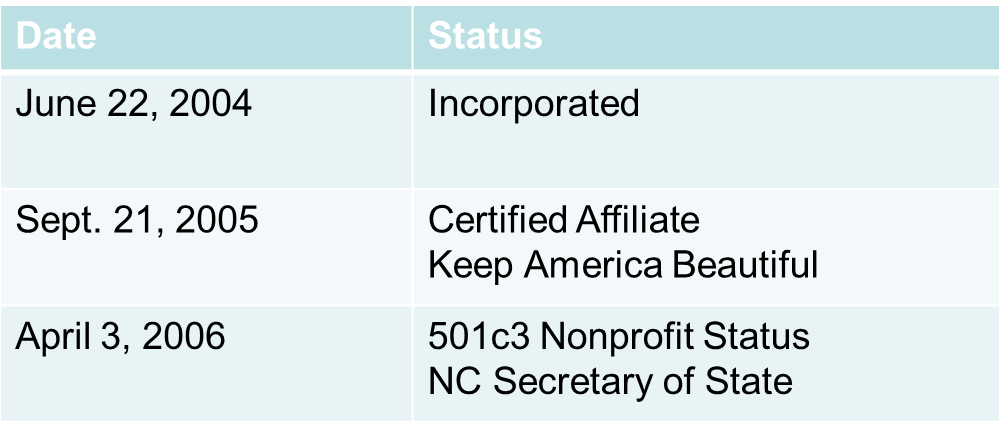 Date Status
June 22, 2004 Incorporated
Sept. 21, 2005 Certified Affiliate
Keep America Beautiful
April 3, 2006 501c3 Nonprofit Status
NC Secretary of State